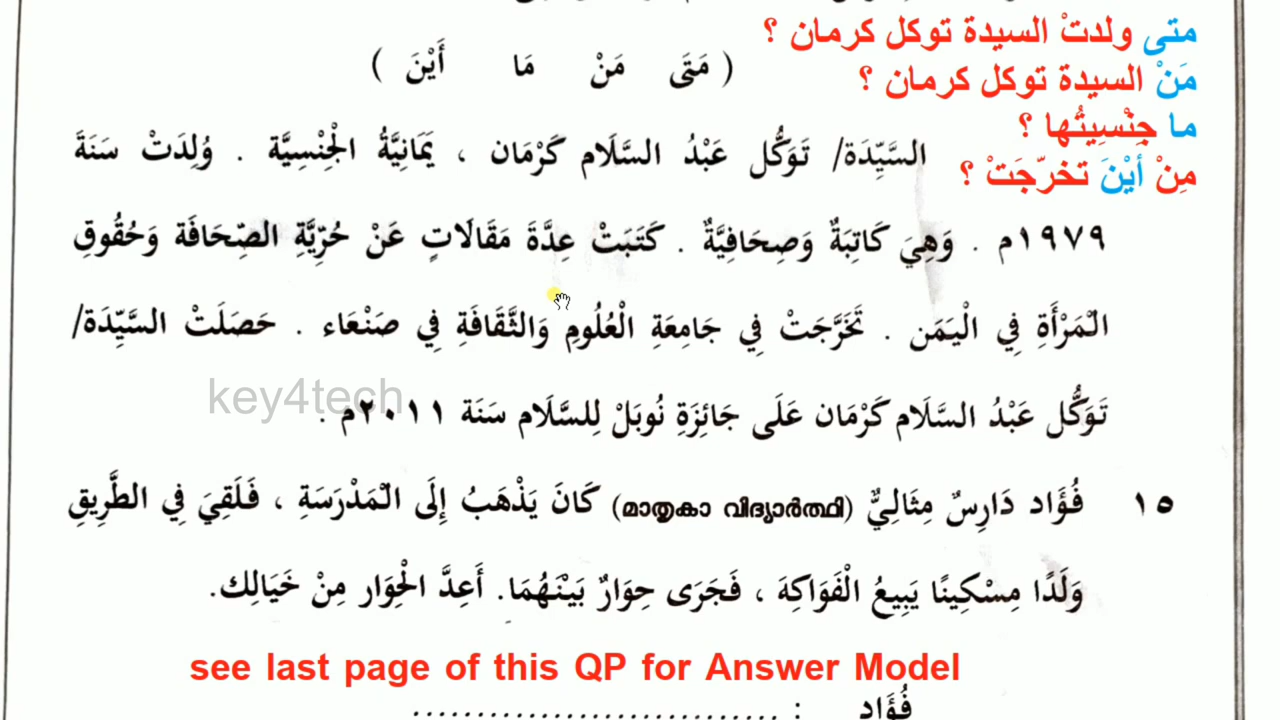 متى ولدتْ السيدة توكل كرمان ؟
( مَتَى مَنْ مَا أَيْنَ )
مَنْ السيدة توكل كرمان ؟
ما جِنْسِيتُها ؟
السَّيِّدَة/ تَوَكُّل عَبْدُ السَّلَام كَرْمَان ، يَمَانِيَّةُ الْجِنْسِيَّة . وُلِدَتْ سَنَةَ
مِنْ أيْنَ تخرّجَتْ ؟
١٩٧٩م . وَهِيَ كَاتِبَةٌ وَصِحَافِيَّةٌ . كَتَبَتْ عِدَّةَ مَقَالَاتٍ عَنْ حُرِّيَّةِ الصِّحَافَة وَحُقُوقِ
الْمَرْأَةِ فِي الْيَمَن . تَخَرَّجَتْ فِي جَامِعَةِ الْعُلُومِ وَالثَّقَافَةِ فِي صَنْعَاء . حَصَلَتْ السَّيِّدَة/
key4tech
تَوَكُّل عَبْدُ السَّلَام كَرْمَان عَلَى جَائِزَةِ نُوبَلْ لِلسَّلَام سَنَة ٢٠١١م .
١٥ فُؤَاد دَارِسٌ مِثَالِيٌّ (മാതൃകാ വിദ്യാർത്ഥി) كَانَ يَذْهَبُ إِلَى الْمَدْرَسَةِ ، فَلَقِيَ فِي الطَّرِيقِ
وَلَدًا مِسْكِينًا يَبِيعُ الْفَوَاكِهَ ، فَجَرَى حِوَارٌ بَيْنَهُمَا. أَعِدَّ الْحِوَار مِنْ خَيَالِك.
see last page of this QP for Answer Model
فُؤَاد : ............................